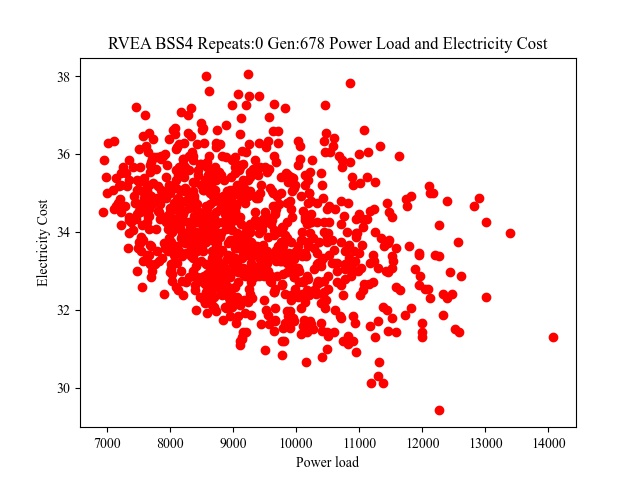 RVEA BSS4 Repeats:0 Gen:678 Power Load and Electricity Cost
Electricity Cost
38
36
34
32
30
7000 8000 9000 10000 11000 12000 13000 14000
Power load